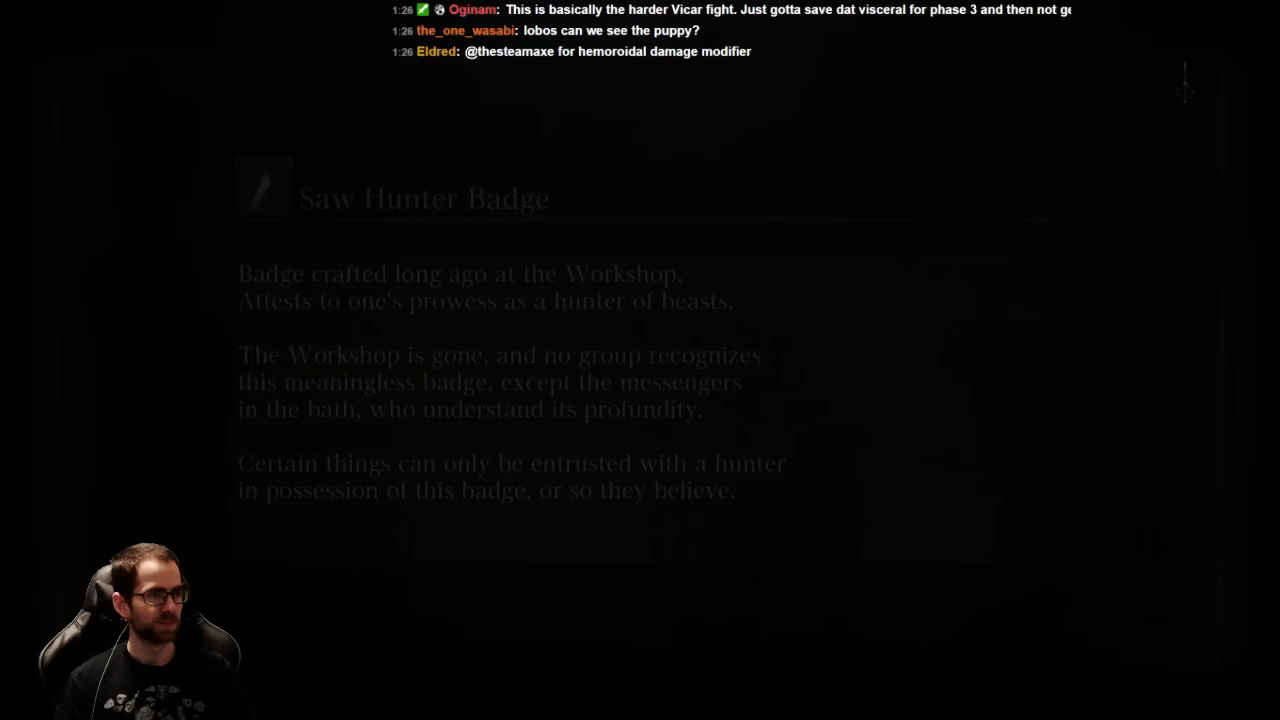 1:26 Oginam: This is basically the harder Vicar fight. Just gotta save dat visceral for phase 3 and then not ge
1:26 the_one_wasabi: lobos can we see the puppy?
1:26 Eldred: @thesteamaxe for hemoroidal damage modifier
Saw Hunter Badge
Badge crafted long ago at the Workshop.
Attests to one's prowess as a hunter of beasts.
The Workshop is gone, and no group recognizes
this meaningless badge, except the messengers
in the bath, who understand its profundity.
Certain things can only be entrusted with a hunter
in possession of this badge, or so they believe.